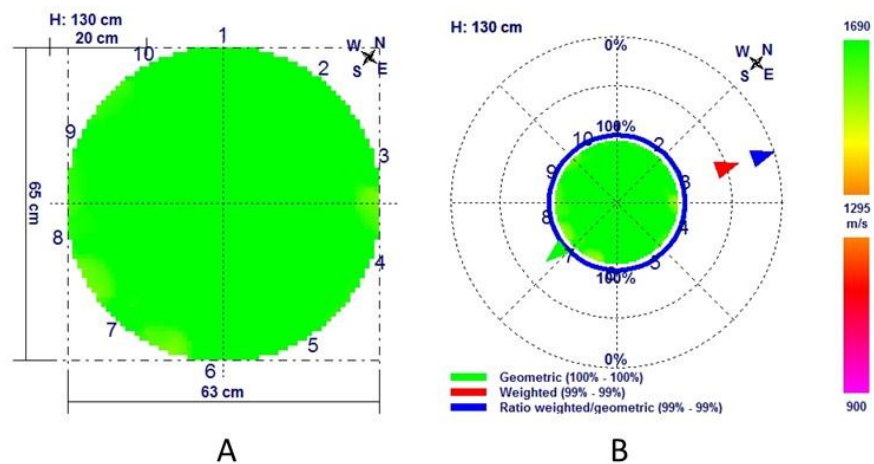 H: 130 cm
20 cm
W N
S E
1
2
3
4
5
6
7
8
9
10
65 cm
63 cm
A
H: 130 cm
W N
S E
0%
100%
10
2
9
3
8
4
7
5
6
100%
0%
Geometric (100% - 100%)
Weighted (99% - 99%)
Ratio weighted/geometric (99% - 99%)
B
1690
1295
m/s
900